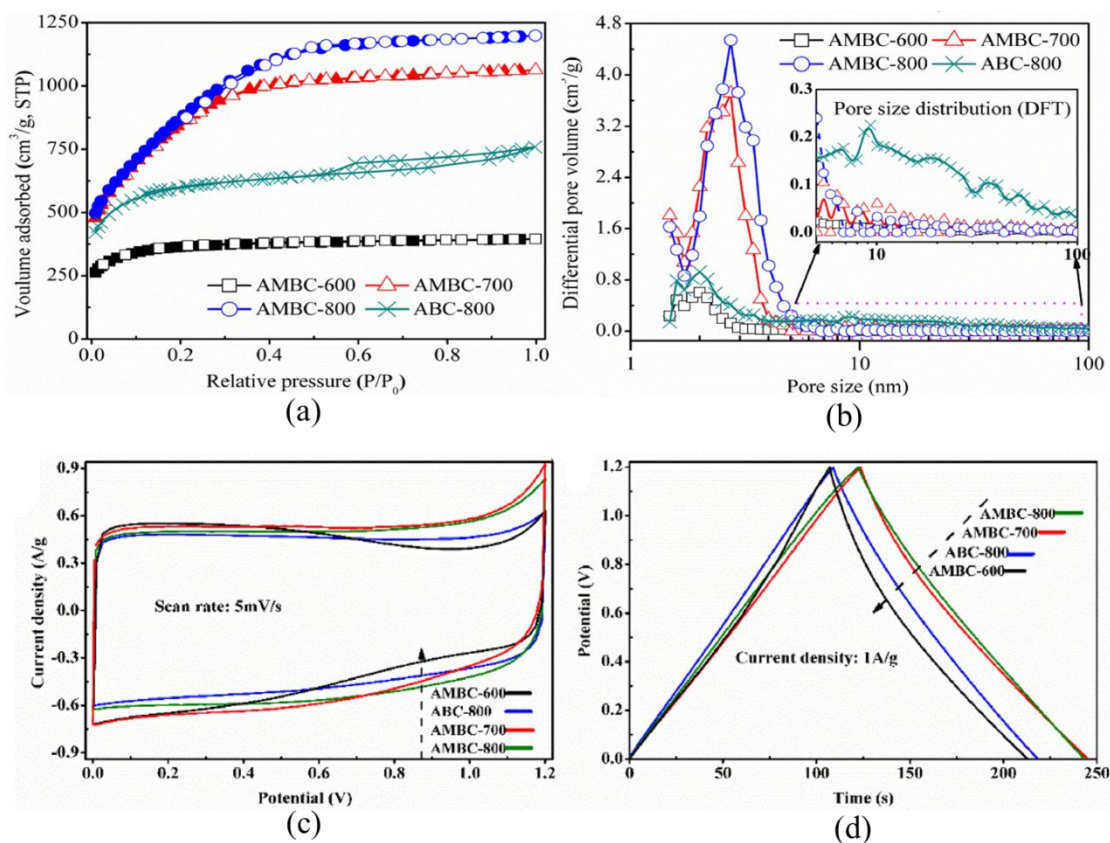 1250
1000
750
500
250
0
Voulume adsorbed (cm³/g, STP)
AMBC-600 AMBC-700
AMBC-800 ABC-800
0.0 0.2 0.4 0.6 0.8 1.0
Relative pressure (P/P₀)
(a)
4.8
3.6
2.4
1.2
0.0
Differential pore volume (cm³/g)
AMBC-600 AMBC-700
AMBC-800 ABC-800
Pore size distribution (DFT)
0.3
0.2
0.1
0.0
10 100
1 10 100
Pore size (nm)
(b)
0.9
0.6
0.3
0.0
-0.3
-0.6
-0.9
Current density (A/g)
Scan rate: 5mV/s
AMBC-600
ABC-800
AMBC-700
AMBC-800
0.0 0.2 0.4 0.6 0.8 1.0 1.2
Potential (V)
(c)
1.2
1.0
0.8
0.6
0.4
0.2
0.0
Potential (V)
AMBC-800
AMBC-700
ABC-800
AMBC-600
Current density: 1A/g
0 50 100 150 200 250
Time (s)
(d)